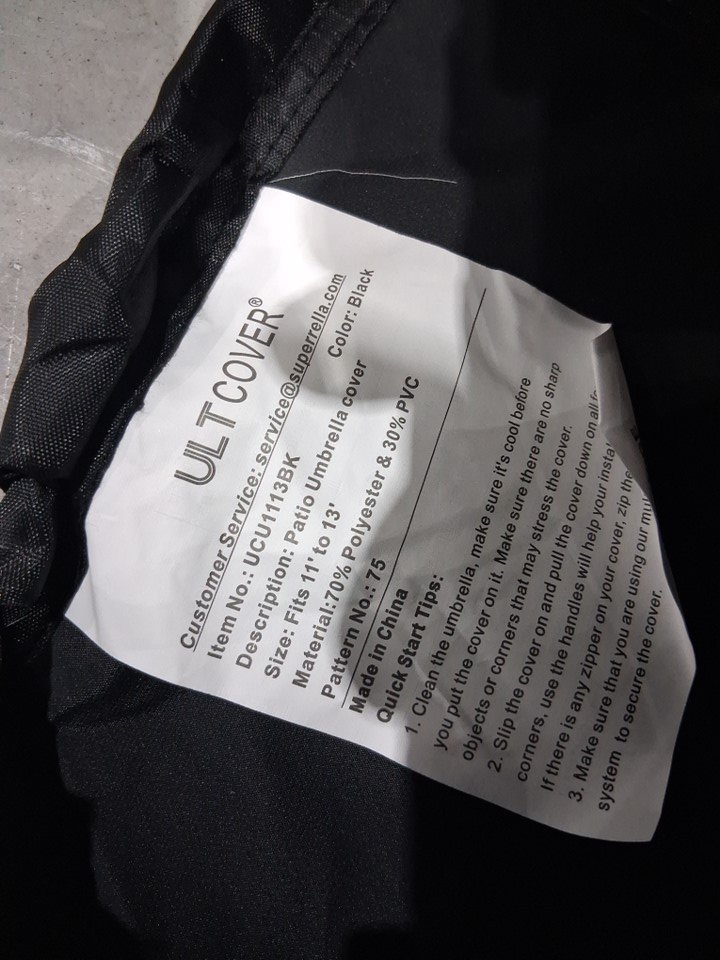 ULTCOVER®
Customer Service: service@superrella.com
Item No.: UCU1113BK Color: Black
Description: Patio Umbrella cover
Size: Fits 11' to 13'
Material:70% Polyester & 30% PVC
Pattern No.: 75
Made in China
Quick Start Tips:
1. Clean the umbrella, make sure it's cool before
you put the cover on it. Make sure there are no sharp
objects or corners that may stress the cover.
2. Slip the cover on and pull the cover down on all
corners, use the handles will help your
If there is any zipper on your cover, zip
3. Make sure that you are using our
system to secure the cover.